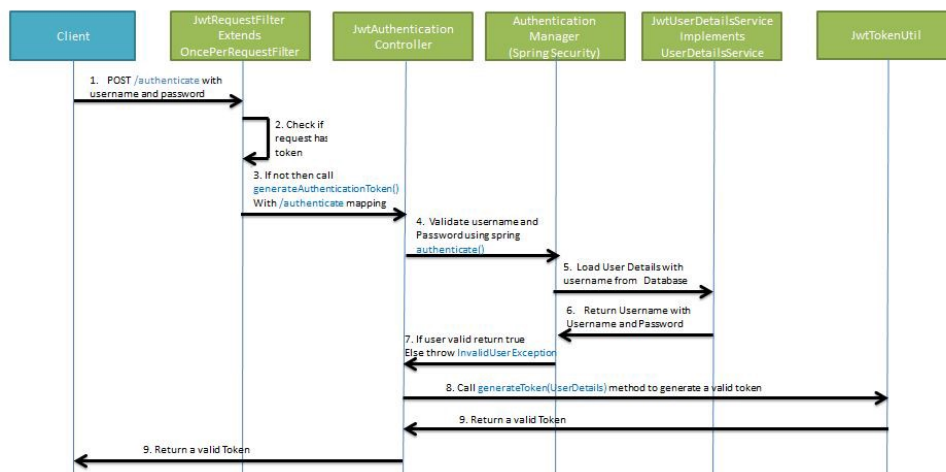 Client
JwtRequestFilter
Extends
OncePerRequestFilter
JwtAuthentication
Controller
Authentication
Manager
(Spring Security)
JwtUserDetailsService
Implements
UserDetailsService
JwtTokenUtil
1. POST /authenticate with
username and password
2. Check if
request has
token
3. If not then call
generateAuthenticationToken()
With /authenticate mapping
4. Validate username and
Password using spring
authenticate()
5. Load User Details with
username from Database
6. Return Username with
Username and Password
7. If user valid return true
Else throw InvalidUserException
8. Call generateToken(UserDetails) method to generate a valid token
9. Return a valid Token
9. Return a valid Token